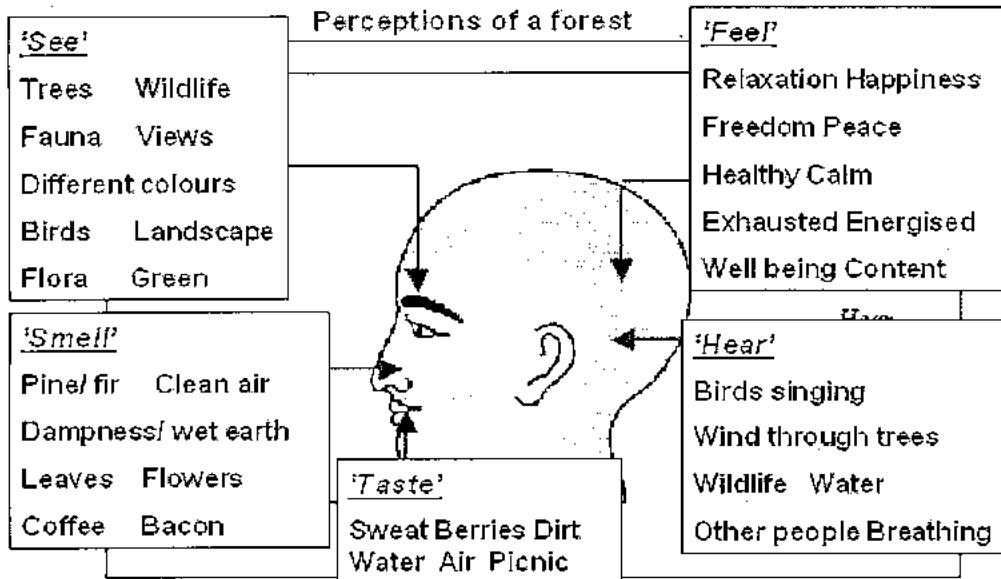 Perceptions of a forest
'See'
Trees Wildlife
Fauna Views
Different colours
Birds Landscape
Flora Green
'Feel'
Relaxation Happiness
Freedom Peace
Healthy Calm
Exhausted Energised
Well being Content
'Smell'
Pine/ fir Clean air
Dampness/ wet earth
Leaves Flowers
Coffee Bacon
'Hear'
Birds singing
Wind through trees
Wildlife Water
Other people Breathing
'Taste'
Sweat Berries Dirt
Water Air Picnic